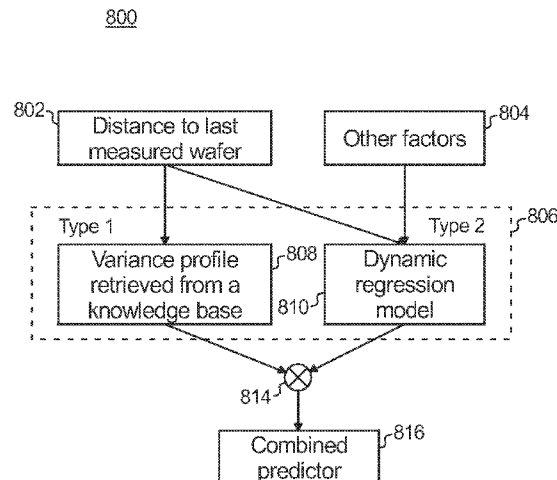 800
802
Distance to last
measured wafer
Other factors
804
Type 1
Type 2
806
Variance profile
retrieved from a
knowledge base
808
810
Dynamic
regression
model
814
Combined
predictor
816